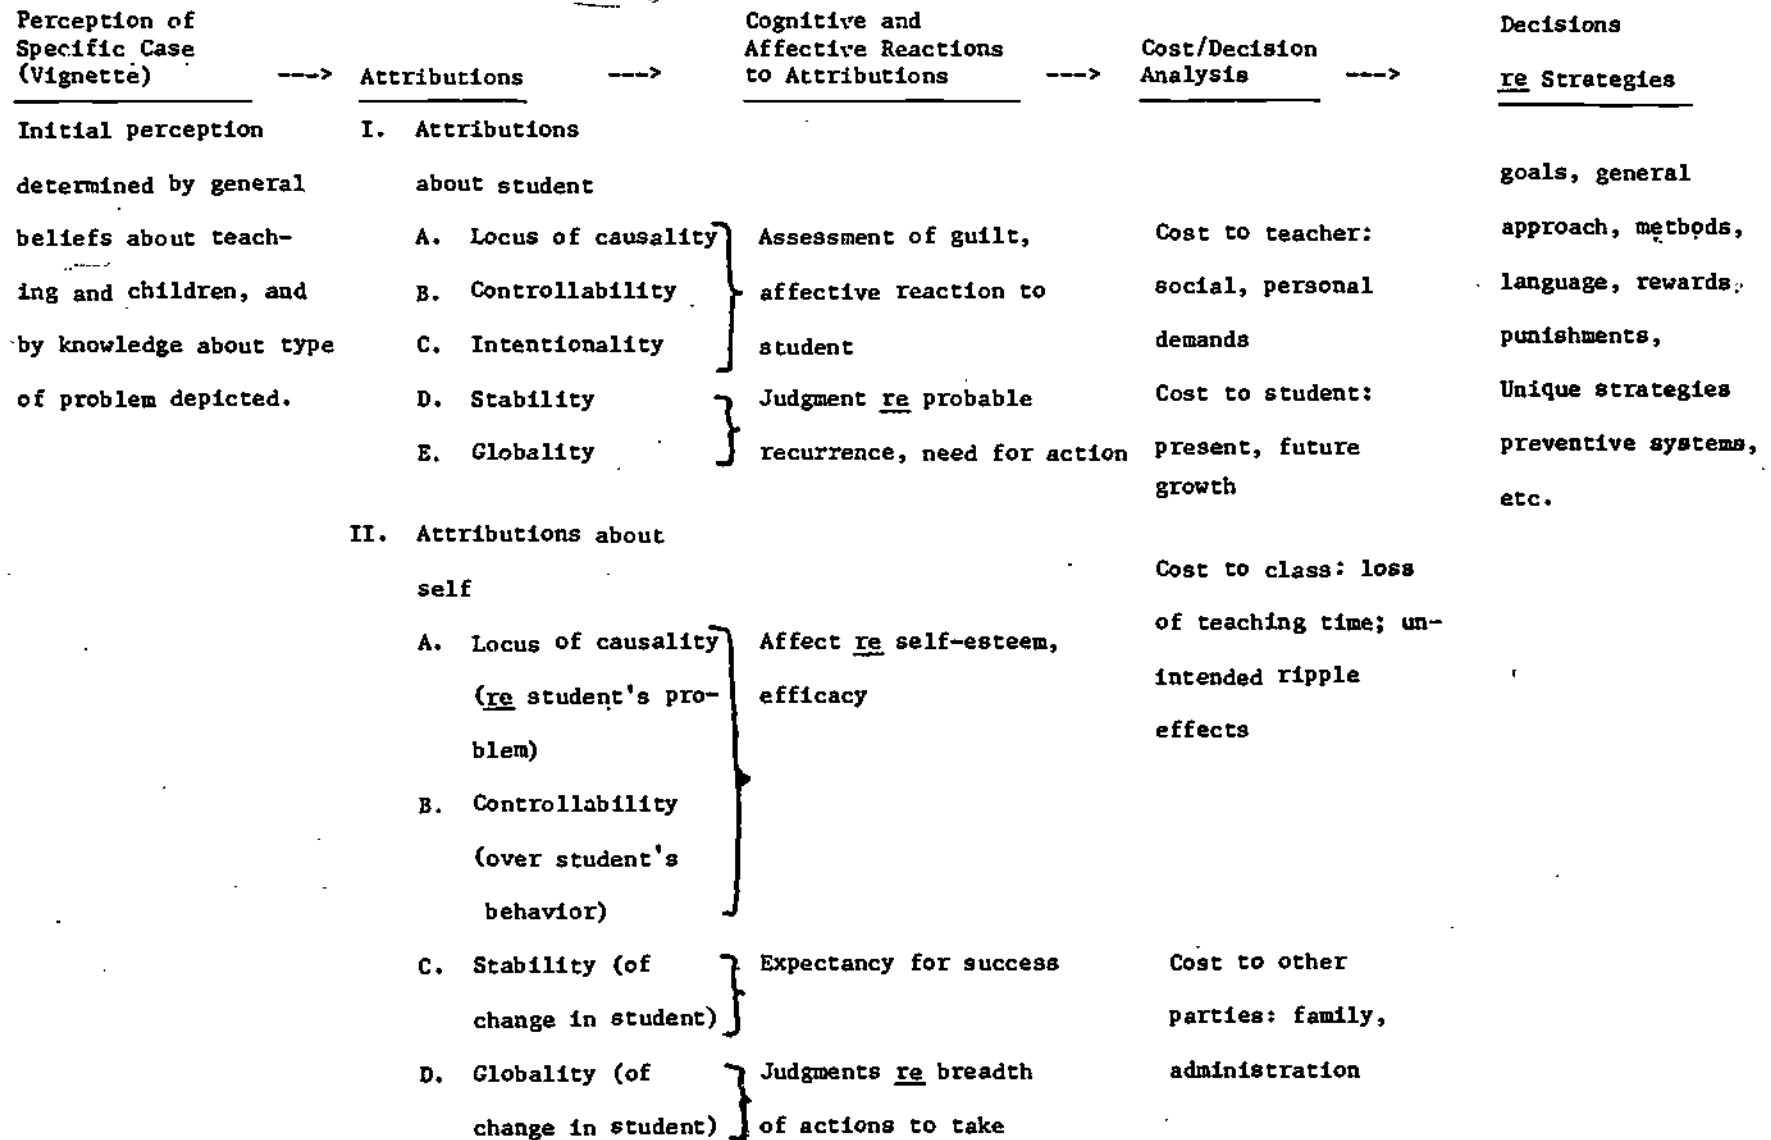 Perception of
Specific Case
(Vignette)
--->
Attributions
--->
Cognitive and
Affective Reactions
to Attributions
--->
Cost/Decision
Analysis
--->
Decisions
re Strategies
Initial perception
determined by general
beliefs about teach-
ing and children, and
by knowledge about type
of problem depicted.
I. Attributions
about student
A. Locus of causality
B. Controllability
C. Intentionality
D. Stability
E. Globality
II. Attributions about
self
A. Locus of causality
(re student's pro-
blem)
B. Controllability
(over student's
behavior)
C. Stability (of
change in student)
D. Globality (of
change in student)
Assessment of guilt,
affective reaction to
student
Judgment re probable
recurrence, need for action
Affect re self-esteem,
efficacy
Expectancy for success
Judgments re breadth
of actions to take
Cost to teacher:
social, personal
demands
Cost to student:
present, future
growth
Cost to class: loss
of teaching time; un-
intended ripple
effects
Cost to other
parties: family,
administration
goals, general
approach, methods,
language, rewards,
punishments,
Unique strategies
preventive systems,
etc.